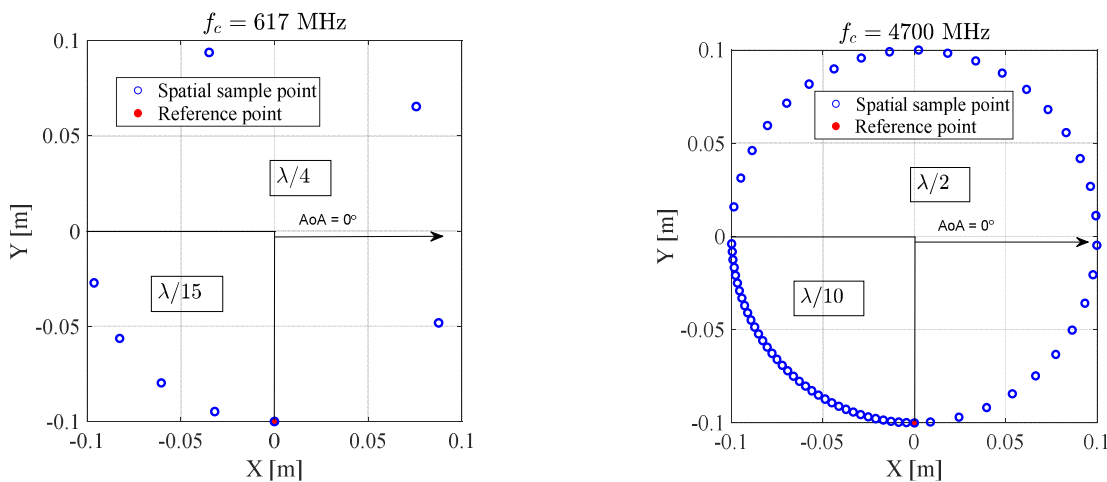 f_c = 617 MHz
0.1
0.05
0
-0.05
-0.1
Y [m]
Spatial sample point
Reference point
λ/4
AoA = 0°
λ/15
-0.1
-0.05
0
0.05
0.1
X [m]
f_c = 4700 MHz
0.1
0.05
0
-0.05
-0.1
Y [m]
Spatial sample point
Reference point
λ/2
AoA = 0°
λ/10
-0.1
-0.05
0
0.05
0.1
X [m]